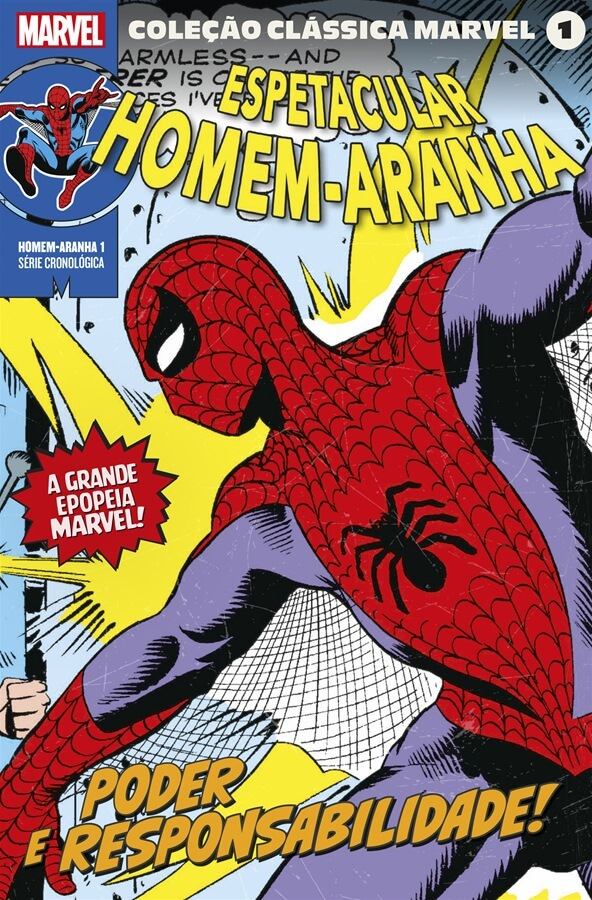 MARVEL
COLEÇÃO CLÁSSICA MARVEL 1
ARMLESS--AND
IS
ESPETACULAR
HOMEM-ARANHA
HOMEM-ARANHA 1
SÉRIE CRONOLÓGICA
A GRANDE
EPOPEIA
MARVEL!
PODER
E RESPONSABILIDADE!